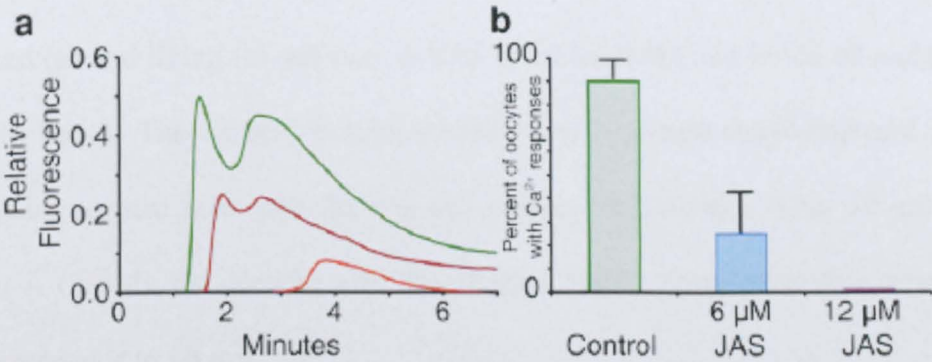 a
0.6
0.4
0.2
0.0
Relative
Fluorescence
0 2 4 6
Minutes
b
100
0
Percent of oocytes
with Ca²⁺ responses
Control
6 µM
JAS
12 µM
JAS